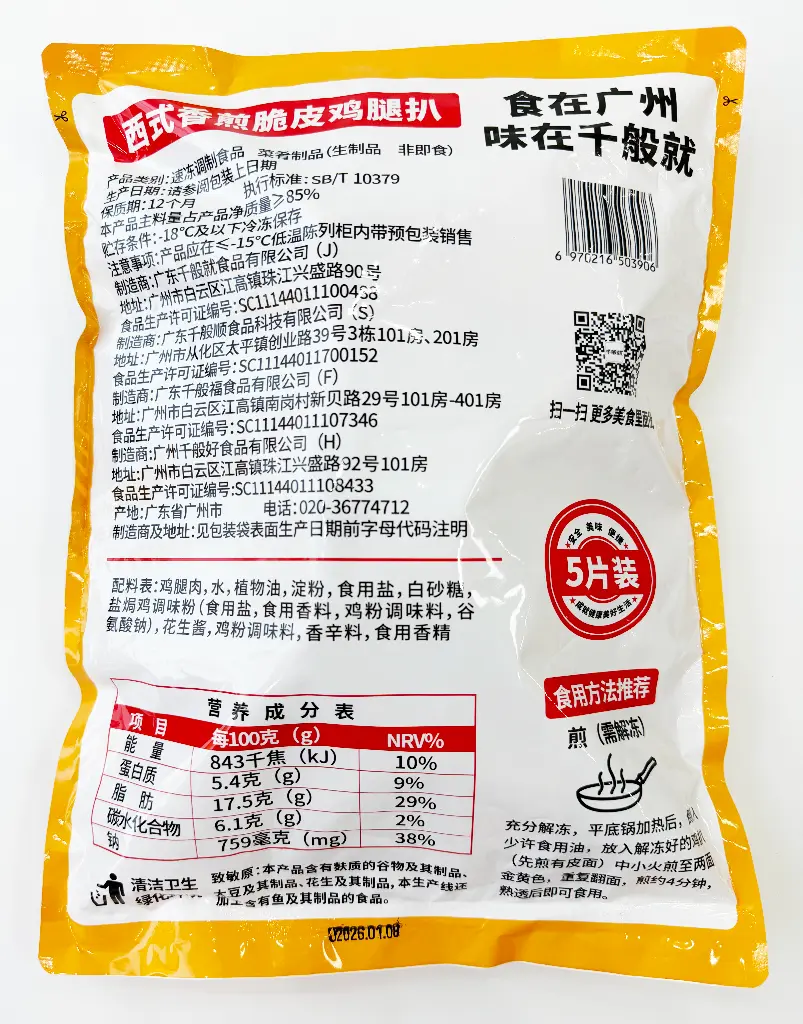 西式香煎脆皮鸡腿扒
食在广州
味在千般就
产品类别:速冻调制食品 菜肴制品(生制品 非即食)
生产日期:请参阅包装上日期
保质期:12个月 执行标准:SB/T 10379
本产品主料量占产品净质量≥85%
贮存条件:-18℃及以下冷冻保存
注意事项:产品应在≤-15℃低温陈列柜内带预包装销售
制造商:广东千般就食品有限公司(J)
地址:广州市白云区江高镇珠江兴盛路90号
食品生产许可证编号:SC11144011100488
制造商:广东千般顺食品科技有限公司(S)
地址:广州市从化区太平镇创业路39号3栋101房、201房
食品生产许可证编号:SC11144011700152
制造商:广东千般福食品有限公司(F)
地址:广州市白云区江高镇南岗村新贝路29号101房-401房
食品生产许可证编号:SC11144011107346
制造商:广州千般好食品有限公司(H)
地址:广州市白云区江高镇珠江兴盛路92号101房
食品生产许可证编号:SC11144011108433
产地:广东省广州市 电话:020-36774712
制造商及地址:见包装袋表面生产日期前字母代码注明
6 970216 503906
扫一扫 更多美食里面
配料表:鸡腿肉,水,植物油,淀粉,食用盐,白砂糖,
盐焗鸡调味粉(食用盐,食用香料,鸡粉调味料,谷
氨酸钠),花生酱,鸡粉调味料,香辛料,食用香精
安全 美味 便捷
5片装
成就健康美好生活
营养成分表
项目 每100克(g) NRV%
能量 843千焦(kJ) 10%
蛋白质 5.4克(g) 9%
脂肪 17.5克(g) 29%
碳水化合物 6.1克(g) 2%
钠 759毫克(mg) 38%
食用方法推荐
煎(需解冻)
充分解冻,平底锅加热后,倒入
少许食用油,放入解冻好的鸡扒
(先煎有皮面)中小火煎至两面
金黄色,重复翻面,煎约4分钟,
熟透后即可食用。
清洁卫生
绿化
致敏原:本产品含有麸质的谷物及其制品、
大豆及其制品、花生及其制品,本生产线还
加工含有鱼及其制品的食品。
J2026.01.08